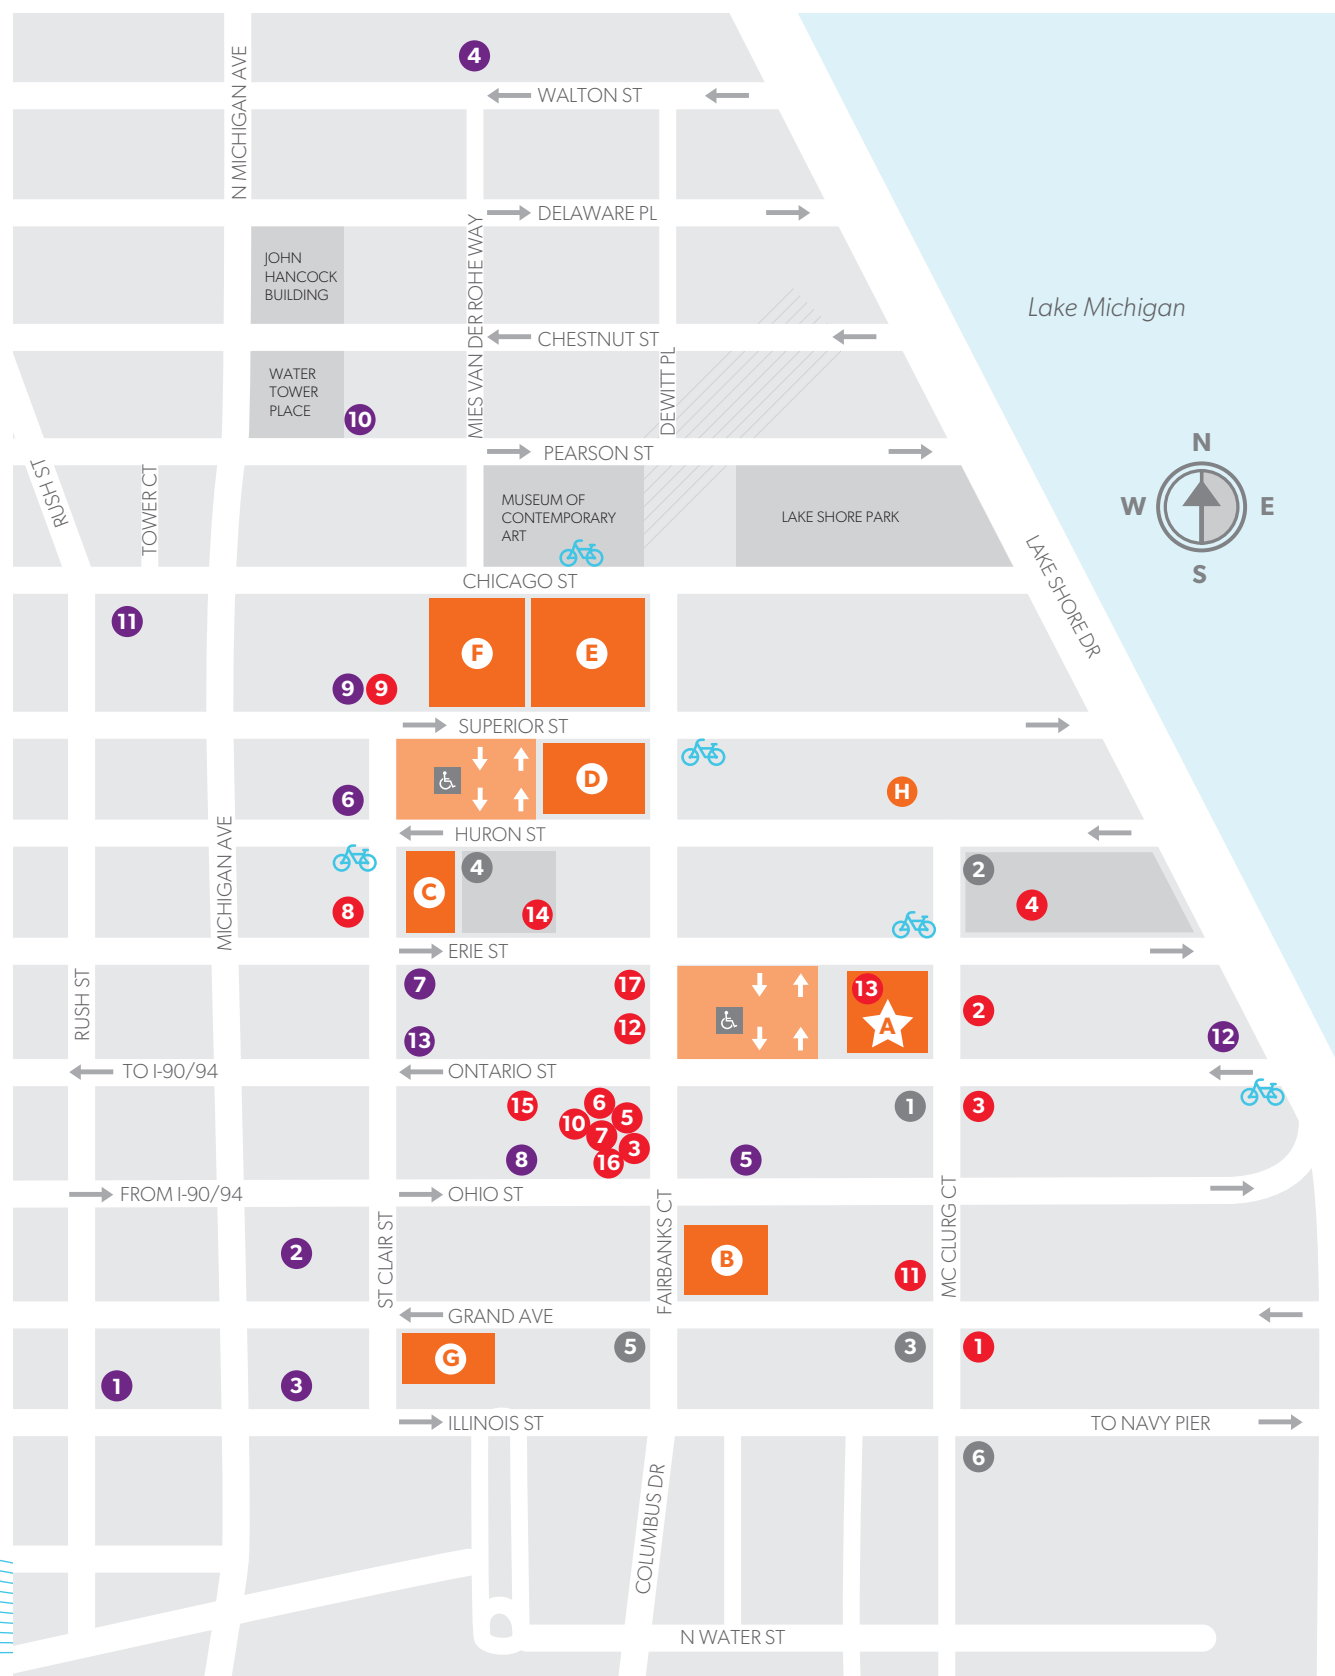 4
N MICHIGAN AVE
WALTON ST
DELAWARE PL
MIES VAN DER ROHE WAY
JOHN
HANCOCK
BUILDING
Lake Michigan
CHESTNUT ST
DEWITT PL
WATER
TOWER
PLACE
10
PEARSON ST
N
W
E
S
RUSH ST
TOWER CT
MUSEUM OF
CONTEMPORARY
ART
LAKE SHORE PARK
LAKE SHORE DR
CHICAGO ST
11
F
E
9
9
SUPERIOR ST
D
H
6
HURON ST
MICHIGAN AVE
C
4
14
8
2
4
ERIE ST
7
17
13
12
13
A
2
12
RUSH ST
TO I-90/94
ONTARIO ST
15
6
5
10
7
3
16
8
1
5
3
FROM I-90/94
OHIO ST
ST CLAIR ST
FAIRBANKS CT
MC CLURG CT
2
B
11
GRAND AVE
G
5
3
1
1
3
ILLINOIS ST
TO NAVY PIER
6
COLUMBUS DR
N WATER ST